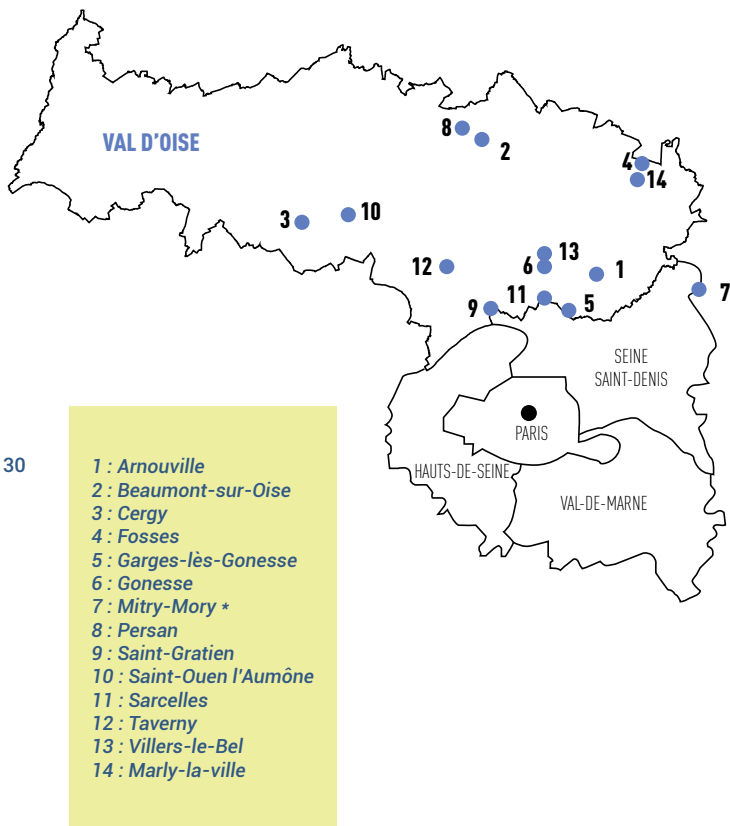 8
VAL D'OISE
2
4
14
3
10
12
13
6
1
11
7
9
5
SEINE
SAINT-DENIS
PARIS
HAUTS-DE-SEINE
VAL-DE-MARNE
30
1 : Arnouville
2 : Beaumont-sur-Oise
3 : Cergy
4 : Fosses
5 : Garges-lès-Gonesse
6 : Gonesse
7 : Mitry-Mory *
8 : Persan
9 : Saint-Gratien
10 : Saint-Ouen l'Aumône
11 : Sarcelles
12 : Taverny
13 : Villers-le-Bel
14 : Marly-la-ville